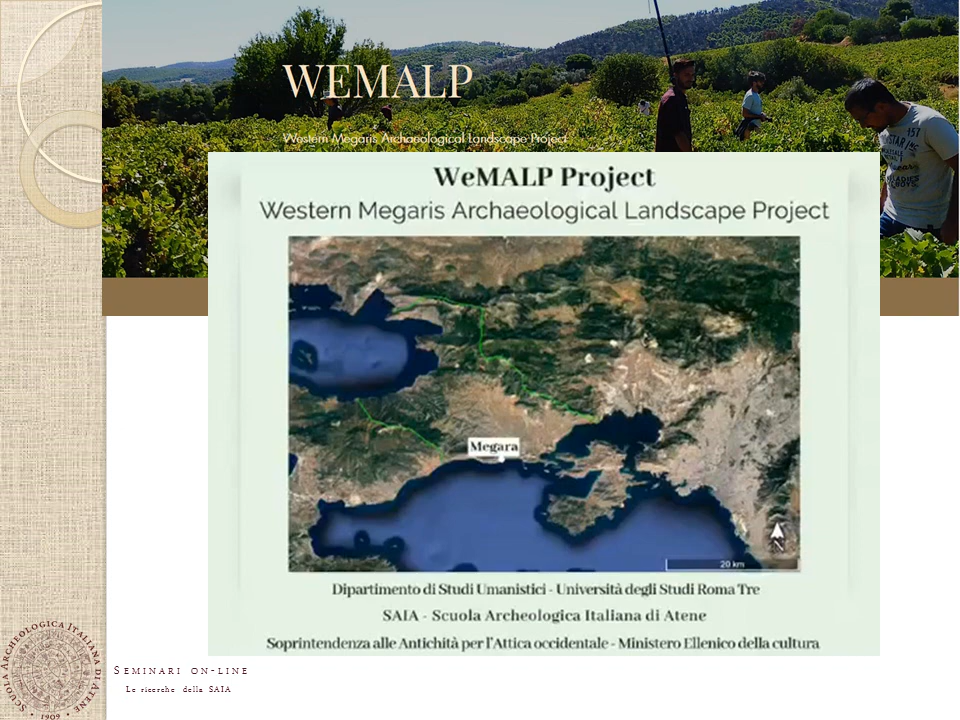 WEMALP
Western Megaris Archaeological Landscape Project
WeMALP Project
Western Megaris Archaeological Landscape Project
Megara
N
20 km
Dipartimento di Studi Umanistici - Università degli Studi Roma Tre
SAIA - Scuola Archeologica Italiana di Atene
Soprintendenza alle Antichità per l'Attica occidentale - Ministero Ellenico della cultura
SCUOLA ARCHEOLOGICA ITALIANA DI ATENE
• 1909 •
SEMINARI ON-LINE
Le ricerche della SAIA